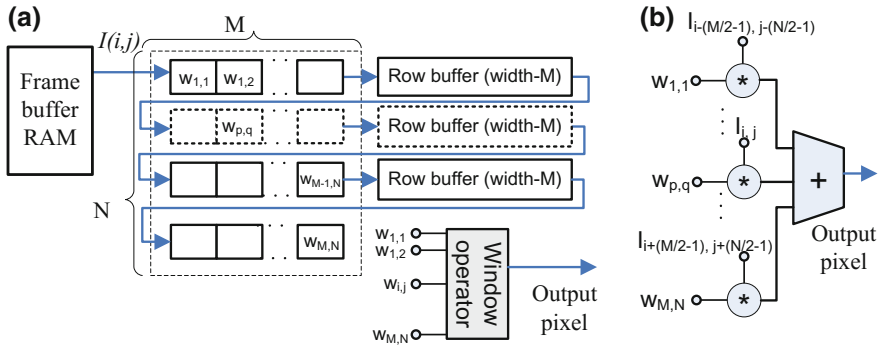 (a)
M
I(i,j)
Frame
buffer
RAM
w1,1 w1,2
Row buffer (width-M)
wp,q
Row buffer (width-M)
N
wM-1,N
Row buffer (width-M)
wM,N
w1,1
w1,2
wi,j
wM,N
Window
operator
Output
pixel
(b)
Ii-(M/2-1), j-(N/2-1)
w1,1
*
Ii, j
wp,q
*
+
Output
pixel
Ii+(M/2-1), j+(N/2-1)
wM,N
*